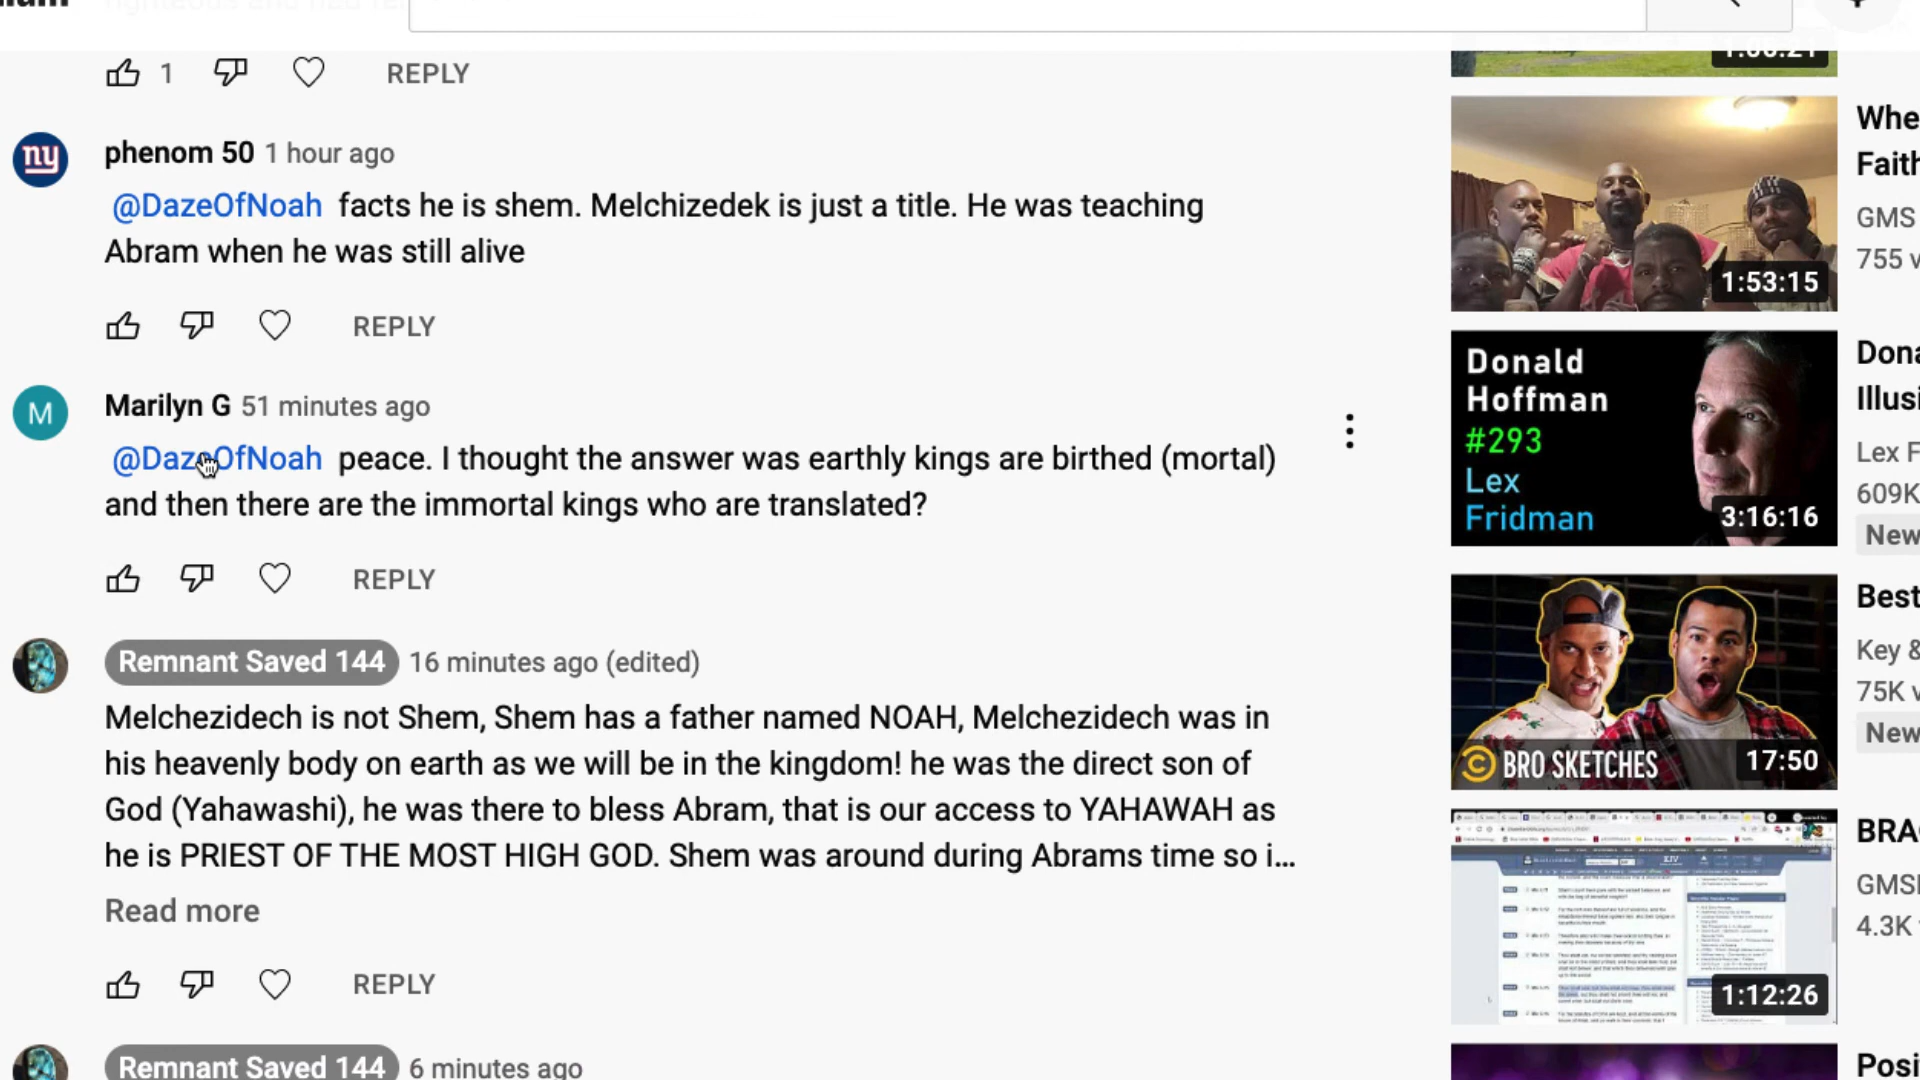 1
REPLY
1:00:21
phenom 50 1 hour ago
@DazeOfNoah facts he is shem. Melchizedek is just a title. He was teaching
Abram when he was still alive
REPLY
M
Marilyn G 51 minutes ago
@DazeOfNoah peace. I thought the answer was earthly kings are birthed (mortal)
and then there are the immortal kings who are translated?
REPLY
Remnant Saved 144 16 minutes ago (edited)
Melchezidech is not Shem, Shem has a father named NOAH, Melchezidech was in
his heavenly body on earth as we will be in the kingdom! he was the direct son of
God (Yahawashi), he was there to bless Abram, that is our access to YAHAWAH as
he is PRIEST OF THE MOST HIGH GOD. Shem was around during Abrams time so i...
Read more
REPLY
Remnant Saved 144 6 minutes ago
ny
1:53:15
Whe
Faith
GMS
755 v
Donald
Hoffman
#293
Lex
Fridman
3:16:16
Dona
Illusi
Lex F
609K
New
BRO SKETCHES
17:50
Best
Key &
75K v
New
1:12:26
BRA
GMS
4.3K
Posi